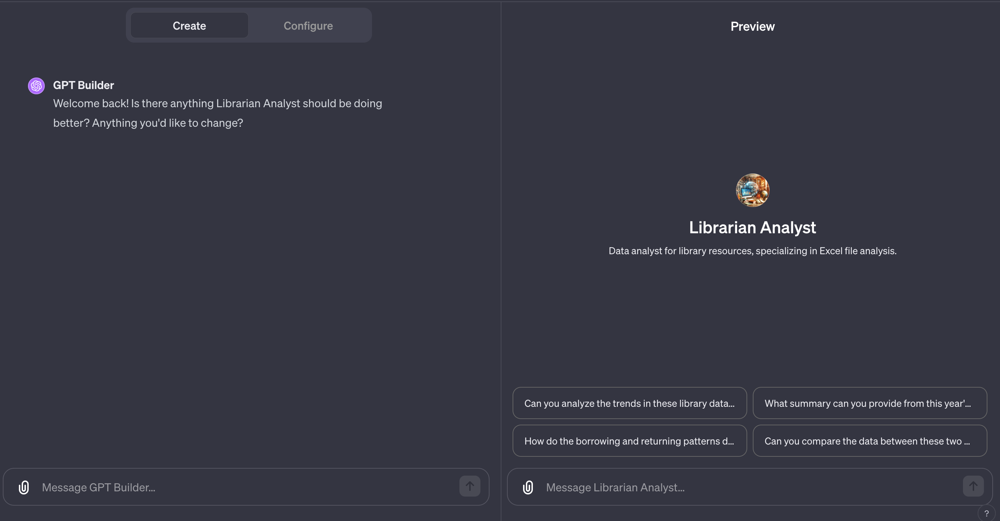 Create
Configure
GPT Builder
Welcome back! Is there anything Librarian Analyst should be doing
better? Anything you'd like to change?
Message GPT Builder...
Preview
Librarian Analyst
Data analyst for library resources, specializing in Excel file analysis.
Can you analyze the trends in these library data...
What summary can you provide from this year'...
How do the borrowing and returning patterns d...
Can you compare the data between these two ...
Message Librarian Analyst...
?